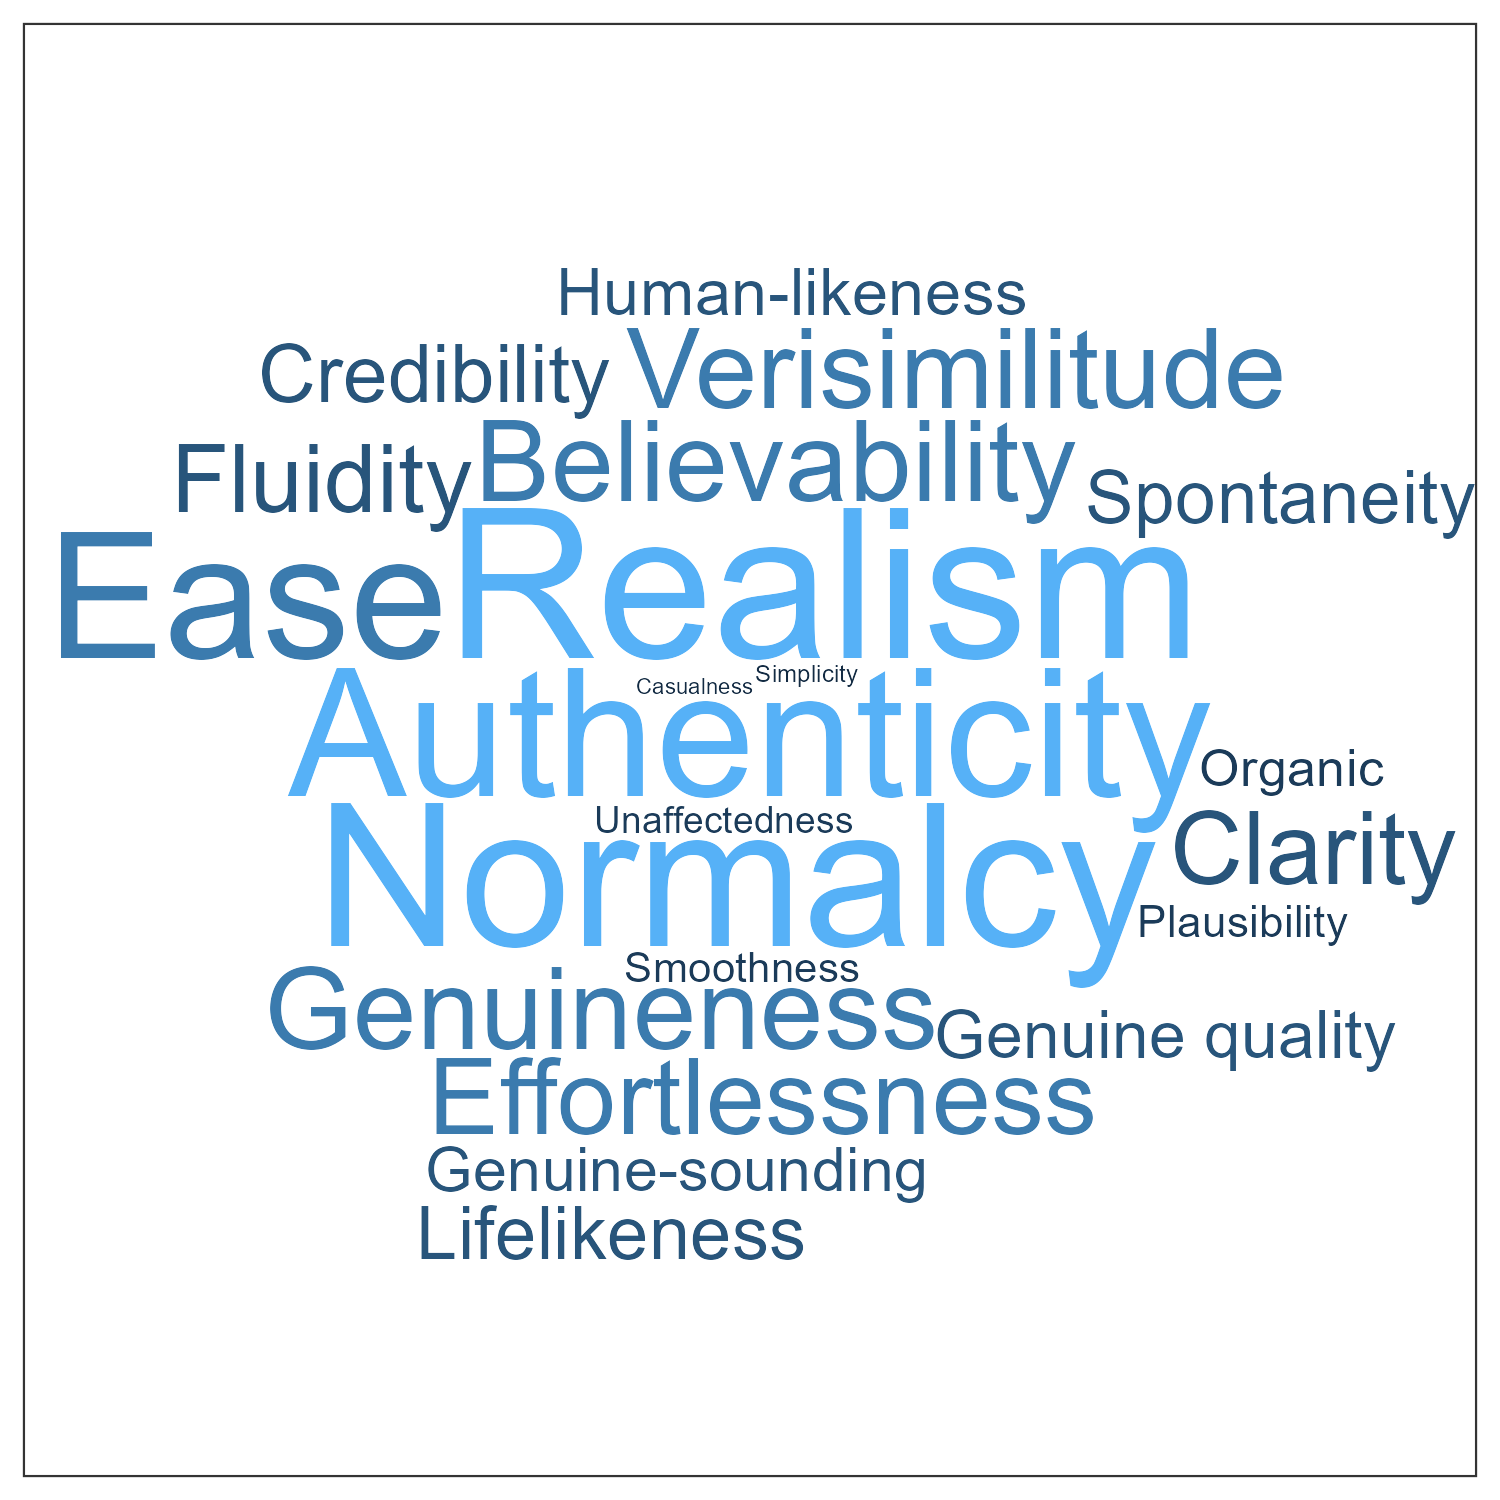 Human-likeness
Credibility
Verisimilitude
Fluidity
Believability
Spontaneity
Ease
Realism
Casualness
Simplicity
Authenticity
Organic
Unaffectedness
Normalcy
Clarity
Plausibility
Smoothness
Genuineness
Genuine quality
Effortlessness
Genuine-sounding
Lifelikeness